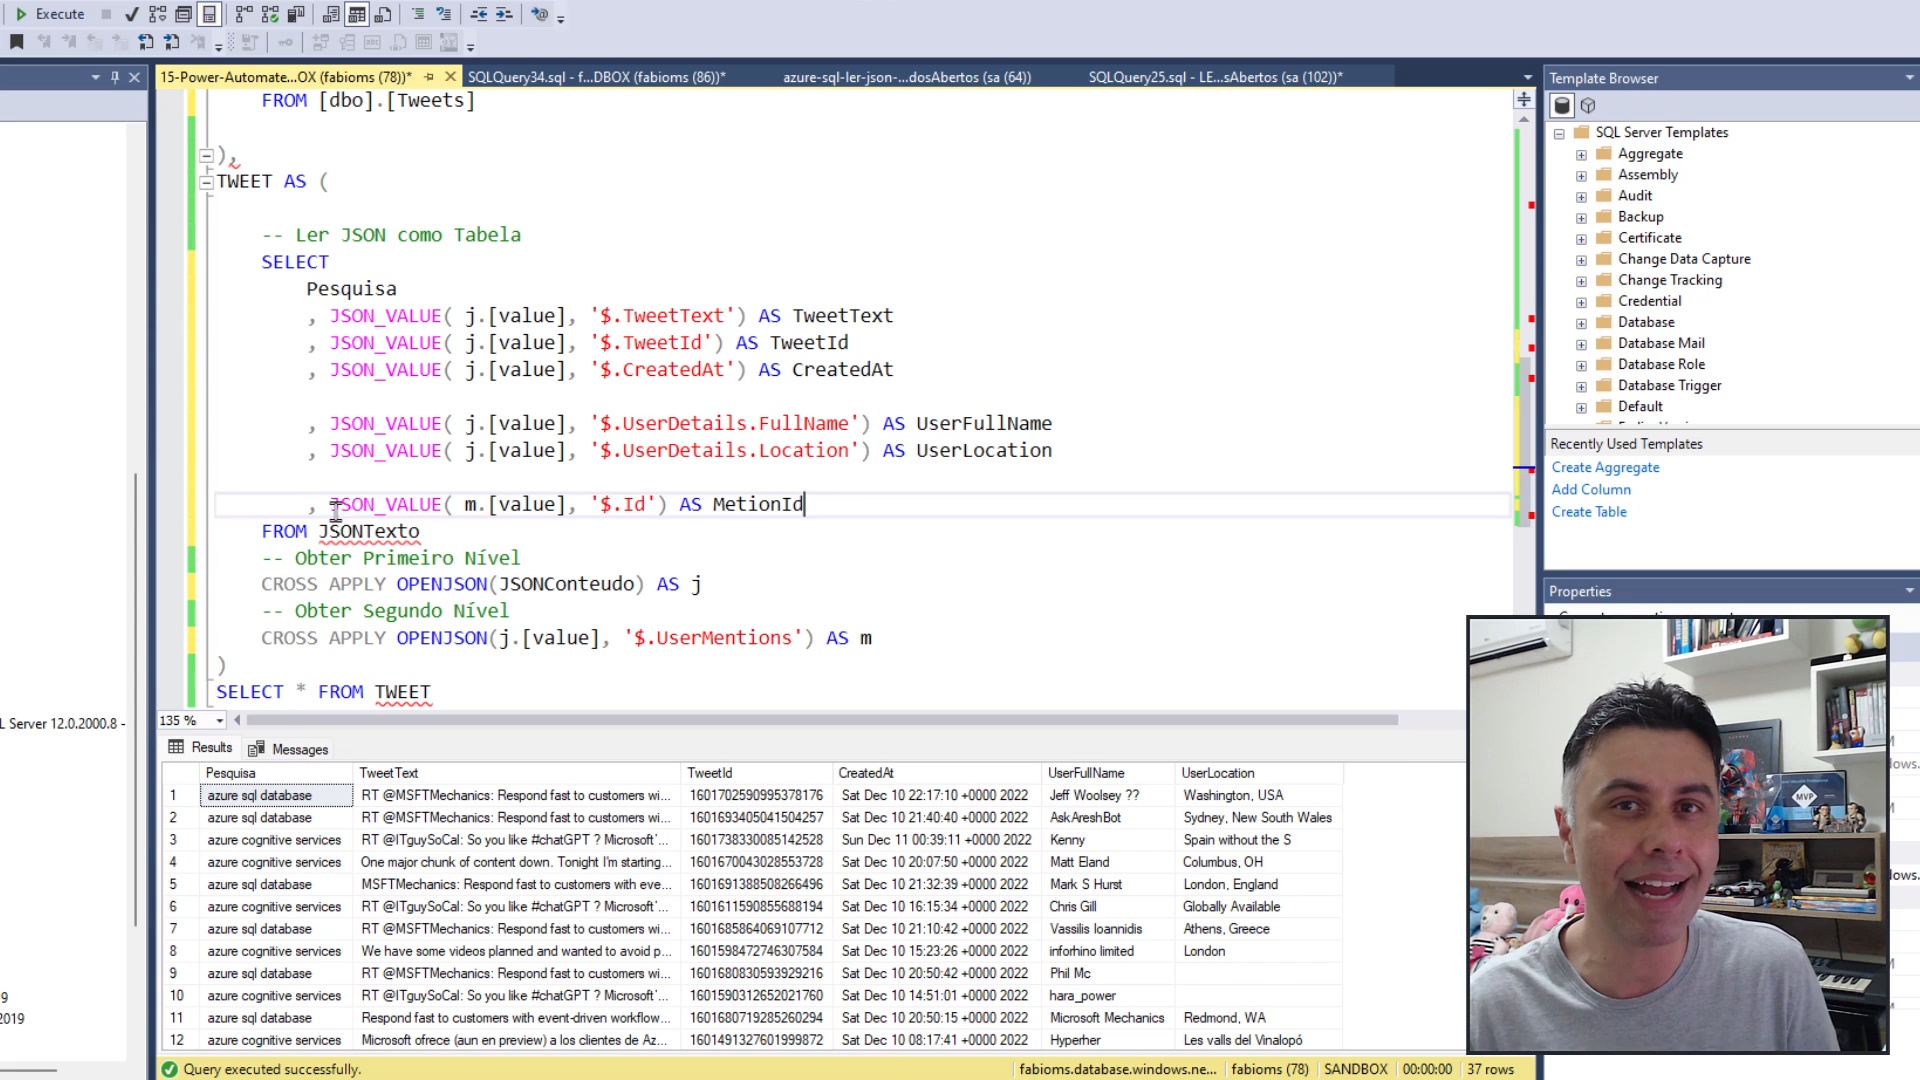 Execute
15-Power-Automate...OX (fabioms (78))*
SQLQuery34.sql - f...DBOX (fabioms (86))*
azure-sql-ler-json-...dosAbertos (sa (64))
SQLQuery25.sql - LE...sAbertos (sa (102))*
FROM [dbo].[Tweets]
),
TWEET AS (
-- Ler JSON como Tabela
SELECT
Pesquisa
, JSON_VALUE( j.[value], '$.TweetText') AS TweetText
, JSON_VALUE( j.[value], '$.TweetId') AS TweetId
, JSON_VALUE( j.[value], '$.CreatedAt') AS CreatedAt
, JSON_VALUE( j.[value], '$.UserDetails.FullName') AS UserFullName
, JSON_VALUE( j.[value], '$.UserDetails.Location') AS UserLocation
, JSON_VALUE( m.[value], '$.Id') AS MetionId
FROM JSONTexto
-- Obter Primeiro Nível
CROSS APPLY OPENJSON(JSONConteudo) AS j
-- Obter Segundo Nível
CROSS APPLY OPENJSON(j.[value], '$.UserMentions') AS m
)
SELECT * FROM TWEET
L Server 12.0.2000.8 -
9
2019
135 %
Results
Messages
Pesquisa TweetText TweetId CreatedAt UserFullName UserLocation
1 azure sql database RT @MSFTMechanics: Respond fast to customers wi... 1601702590995378176 Sat Dec 10 22:17:10 +0000 2022 Jeff Woolsey ?? Washington, USA
2 azure sql database RT @MSFTMechanics: Respond fast to customers wi... 1601693405041504257 Sat Dec 10 21:40:40 +0000 2022 AskAreshBot Sydney, New South Wales
3 azure cognitive services RT @ITguySoCal: So you like #chatGPT ? Microsoft'... 1601738330085142528 Sun Dec 11 00:39:11 +0000 2022 Kenny Spain without the S
4 azure cognitive services One major chunk of content down. Tonight I'm starting... 1601670043028553728 Sat Dec 10 20:07:50 +0000 2022 Matt Eland Columbus, OH
5 azure sql database MSFTMechanics: Respond fast to customers with eve... 1601691388508266496 Sat Dec 10 21:32:39 +0000 2022 Mark S Hurst London, England
6 azure cognitive services RT @ITguySoCal: So you like #chatGPT ? Microsoft'... 1601611590855688194 Sat Dec 10 16:15:34 +0000 2022 Chris Gill Globally Available
7 azure sql database RT @MSFTMechanics: Respond fast to customers wi... 1601685864069107712 Sat Dec 10 21:10:42 +0000 2022 Vassilis Ioannidis Athens, Greece
8 azure cognitive services We have some videos planned and wanted to avoid p... 1601598472746307584 Sat Dec 10 15:23:26 +0000 2022 inforhino limited London
9 azure sql database RT @MSFTMechanics: Respond fast to customers wi... 1601680830593929216 Sat Dec 10 20:50:42 +0000 2022 Phil Mc
10 azure cognitive services RT @ITguySoCal: So you like #chatGPT ? Microsoft'... 1601590312652021760 Sat Dec 10 14:51:01 +0000 2022 hara_power
11 azure sql database Respond fast to customers with event-driven workflow... 1601680719285260294 Sat Dec 10 20:50:15 +0000 2022 Microsoft Mechanics Redmond, WA
12 azure cognitive services Microsoft ofrece (aun en preview) a los clientes de Az... 1601491327601999872 Sat Dec 10 08:17:41 +0000 2022 Hyperher Les valls del Vinalopó
Query executed successfully.
fabioms.database.windows.ne...
fabioms (78)
SANDBOX
00:00:00
37 rows
Template Browser
SQL Server Templates
Aggregate
Assembly
Audit
Backup
Certificate
Change Data Capture
Change Tracking
Credential
Database
Database Mail
Database Role
Database Trigger
Default
Recently Used Templates
Create Aggregate
Add Column
Create Table
Properties
MVP